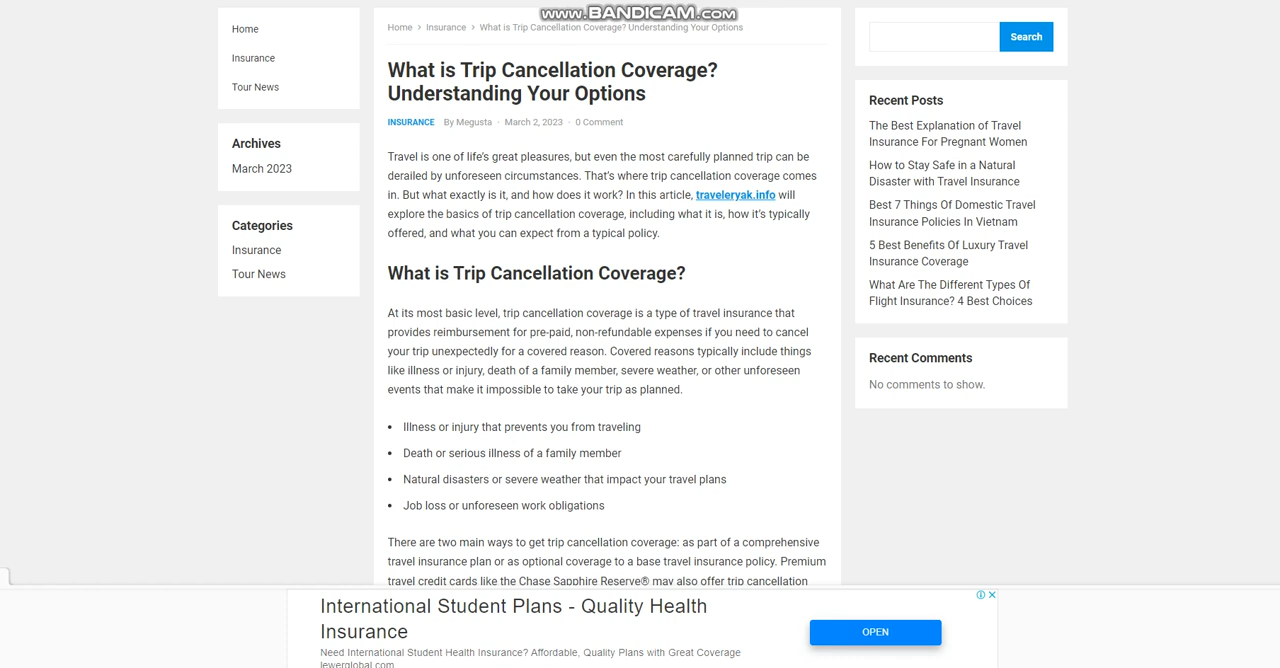 www.BANDICAM.com
Home
Insurance
Tour News
Archives
March 2023
Categories
Insurance
Tour News
Home > Insurance > What is Trip Cancellation Coverage? Understanding Your Options
What is Trip Cancellation Coverage?
Understanding Your Options
INSURANCE By Megusta · March 2, 2023 · 0 Comment
Travel is one of life's great pleasures, but even the most carefully planned trip can be
derailed by unforeseen circumstances. That's where trip cancellation coverage comes
in. But what exactly is it, and how does it work? In this article, traveleryak.info will
explore the basics of trip cancellation coverage, including what it is, how it's typically
offered, and what you can expect from a typical policy.
What is Trip Cancellation Coverage?
At its most basic level, trip cancellation coverage is a type of travel insurance that
provides reimbursement for pre-paid, non-refundable expenses if you need to cancel
your trip unexpectedly for a covered reason. Covered reasons typically include things
like illness or injury, death of a family member, severe weather, or other unforeseen
events that make it impossible to take your trip as planned.
• Illness or injury that prevents you from traveling
• Death or serious illness of a family member
• Natural disasters or severe weather that impact your travel plans
• Job loss or unforeseen work obligations
There are two main ways to get trip cancellation coverage: as part of a comprehensive
travel insurance plan or as optional coverage to a base travel insurance policy. Premium
travel credit cards like the Chase Sapphire Reserve® may also offer trip cancellation
Search
Recent Posts
The Best Explanation of Travel
Insurance For Pregnant Women
How to Stay Safe in a Natural
Disaster with Travel Insurance
Best 7 Things Of Domestic Travel
Insurance Policies In Vietnam
5 Best Benefits Of Luxury Travel
Insurance Coverage
What Are The Different Types Of
Flight Insurance? 4 Best Choices
Recent Comments
No comments to show.
International Student Plans - Quality Health
Insurance
Need International Student Health Insurance? Affordable, Quality Plans with Great Coverage
lewerglobal.com
OPEN